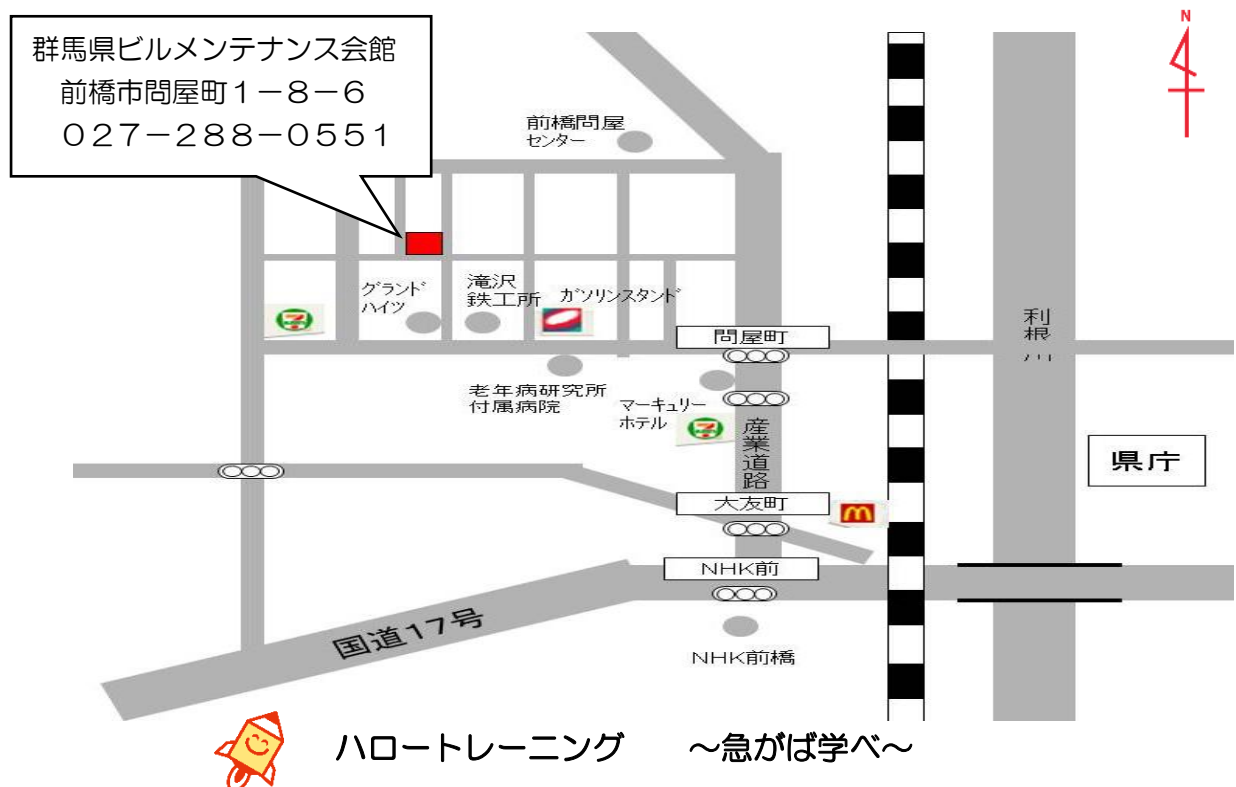 群馬県ビルメンテナンス会館
前橋市問屋町1-8-6
027-288-0551
N
前橋問屋
センター
グランド
ハイツ
滝沢
鉄工所
ガソリンスタンド
問屋町
利根川
老年病研究所
付属病院
マーキュリー
ホテル
産業道路
県庁
大友町
NHK前
国道17号
NHK前橋
ハロートレーニング ～急がば学べ～